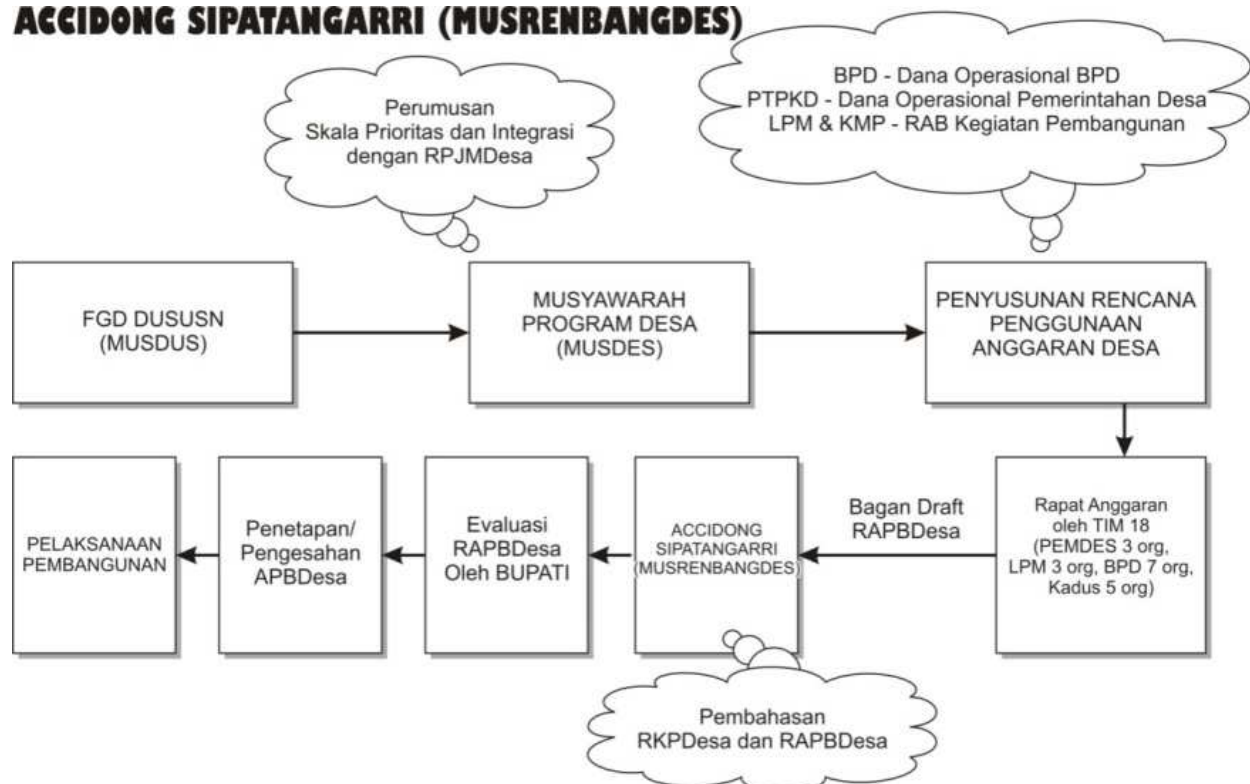 ACCIDONG SIPATANGARRI (MUSRENBANGDES)
Perumusan
Skala Prioritas dan Integrasi
dengan RPJMDesa
BPD - Dana Operasional BPD
PTPKD - Dana Operasional Pemerintahan Desa
LPM & KMP - RAB Kegiatan Pembangunan
FGD DUSUSN
(MUSDUS)
MUSYAWARAH
PROGRAM DESA
(MUSDES)
PENYUSUNAN RENCANA
PENGGUNAAN
ANGGARAN DESA
Rapat Anggaran
oleh TIM 18
(PEMDES 3 org,
LPM 3 org, BPD 7 org,
Kadus 5 org)
Bagan Draft
RAPBDesa
ACCIDONG
SIPATANGARRI
(MUSRENBANGDES)
Evaluasi
RAPBDesa
Oleh BUPATI
Penetapan/
Pengesahan
APBDesa
PELAKSANAAN
PEMBANGUNAN
Pembahasan
RKPDesa dan RAPBDesa